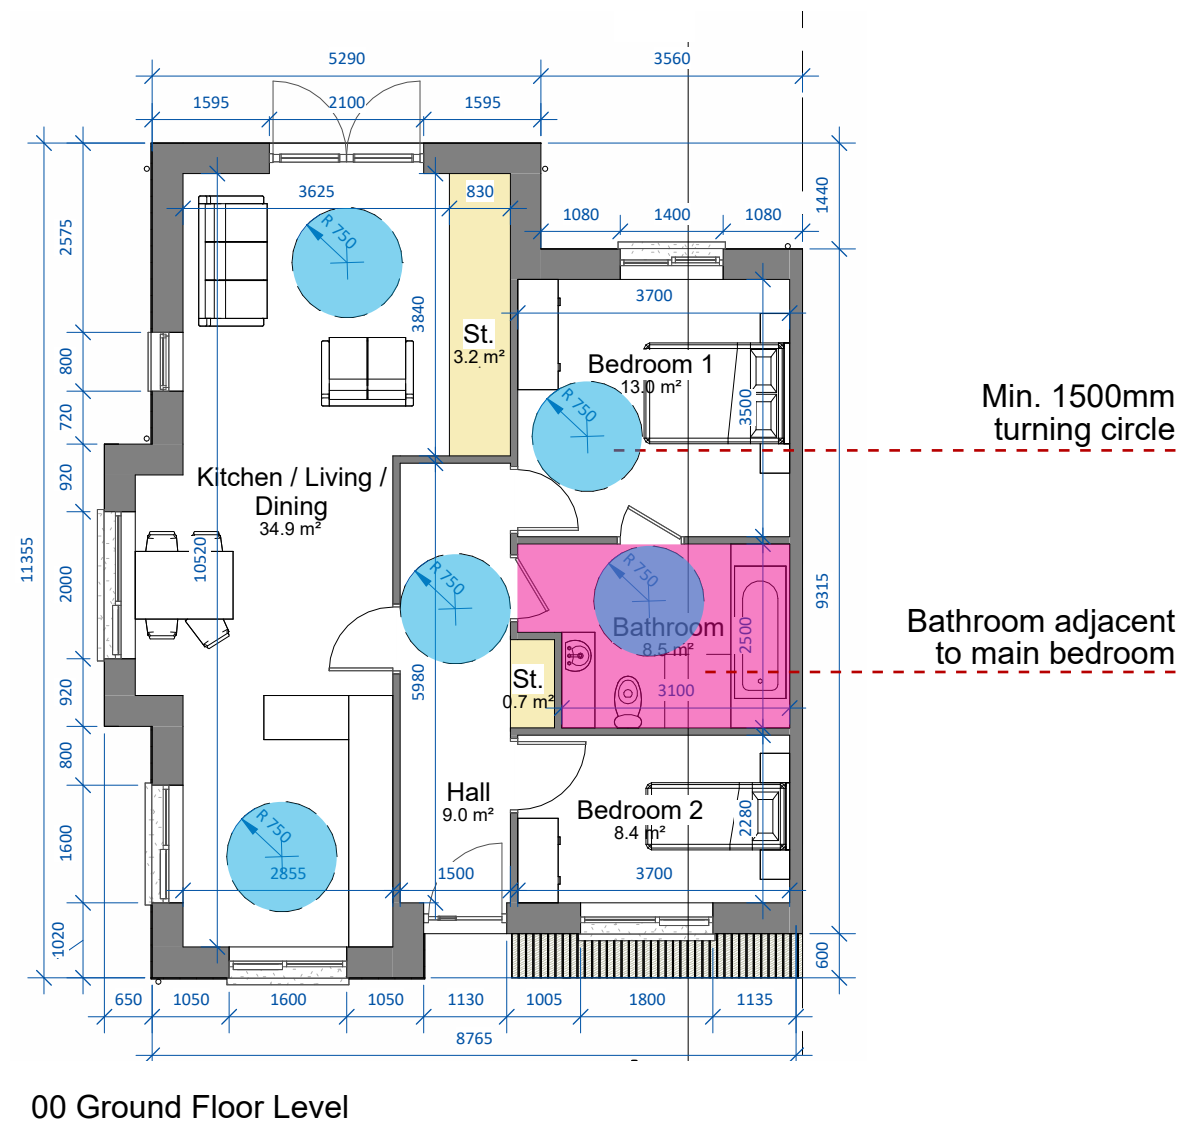 5290
3560
1595
2100
1595
1440
3625
830
1080
1400
1080
2575
R 750
3700
3840
St.
3.2 m²
800
Bedroom 1
13.0 m²
R 750
3500
720
Min. 1500mm
turning circle
920
Kitchen / Living /
Dining
34.9 m²
11355
10520
2000
R 750
R 750
9315
Bathroom
8.5 m²
2500
Bathroom adjacent
to main bedroom
920
5980
St.
0.7 m²
3100
800
Hall
9.0 m²
Bedroom 2
8.4 m²
2280
R 750
1600
2855
1500
3700
1020
600
650
1050
1600
1050
1130
1005
1800
1135
8765
00 Ground Floor Level